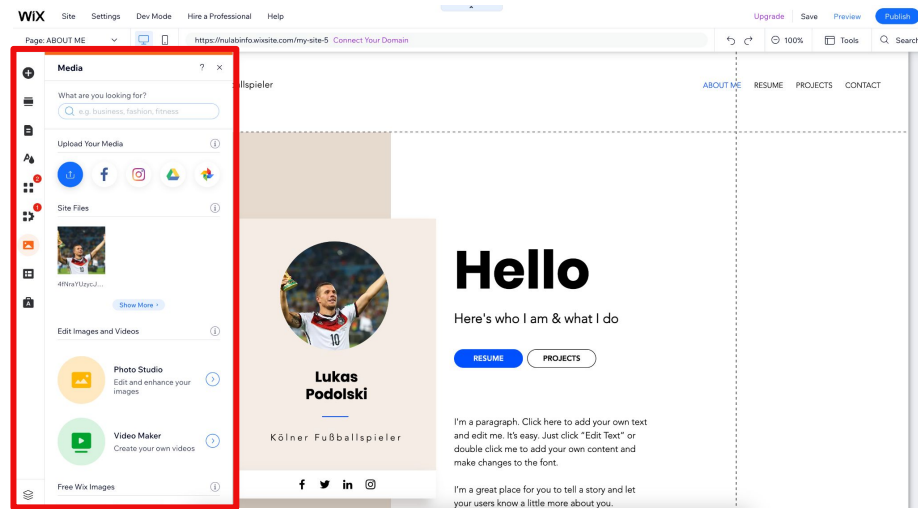 WiX Site Settings Dev Mode Hire a Professional Help Upgrade Save Preview Publish
Page: ABOUT ME https://nulabinfo.wixsite.com/my-site-5 Connect Your Domain 100% Tools Search
Media ? ×
What are you looking for?
e.g. business, fashion, fitness
Upload Your Media
Site Files
4fNraYUzycJ...
Show More
Edit Images and Videos
Photo Studio
Edit and enhance your
images
Video Maker
Create your own videos
Free Wix Images
2
1
A
allspieler
ABOUT ME RESUME PROJECTS CONTACT
10
Lukas
Podolski
Kölner Fußballspieler
Hello
Here's who I am & what I do
RESUME PROJECTS
I'm a paragraph. Click here to add your own text
and edit me. It's easy. Just click “Edit Text” or
double click me to add your own content and
make changes to the font.
I'm a great place for you to tell a story and let
your users know a little more about you.